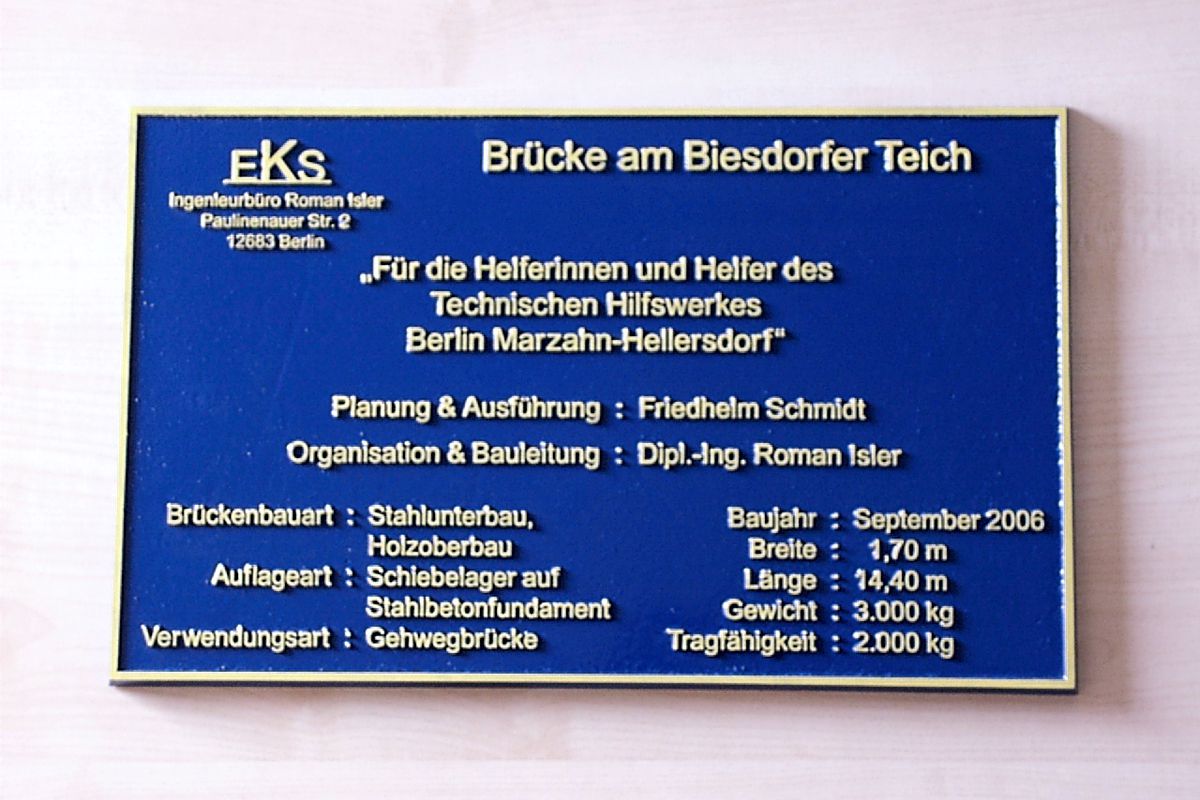 EKS
Ingenieurbüro Roman Isler
Paulinenauer Str. 2
12683 Berlin
Brücke am Biesdorfer Teich
„Für die Helferinnen und Helfer des
Technischen Hilfswerkes
Berlin Marzahn-Hellersdorf“
Planung & Ausführung : Friedhelm Schmidt
Organisation & Bauleitung : Dipl.-Ing. Roman Isler
Brückenbauart : Stahlunterbau,
Holzoberbau
Auflageart : Schiebelager auf
Stahlbetonfundament
Verwendungsart : Gehwegbrücke
Baujahr : September 2006
Breite : 1,70 m
Länge : 14,40 m
Gewicht : 3.000 kg
Tragfähigkeit : 2.000 kg